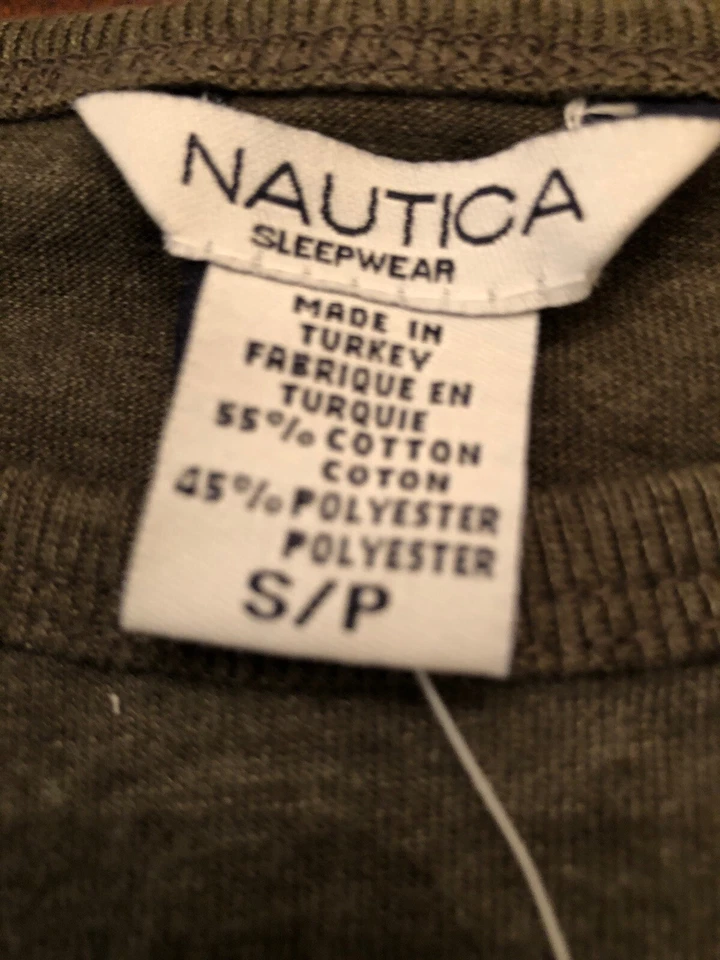 NAUTICA
SLEEPWEAR
MADE IN
TURKEY
FABRIQUE EN
TURQUIE
55% COTTON
COTON
45% POLYESTER
POLYESTER
S/P